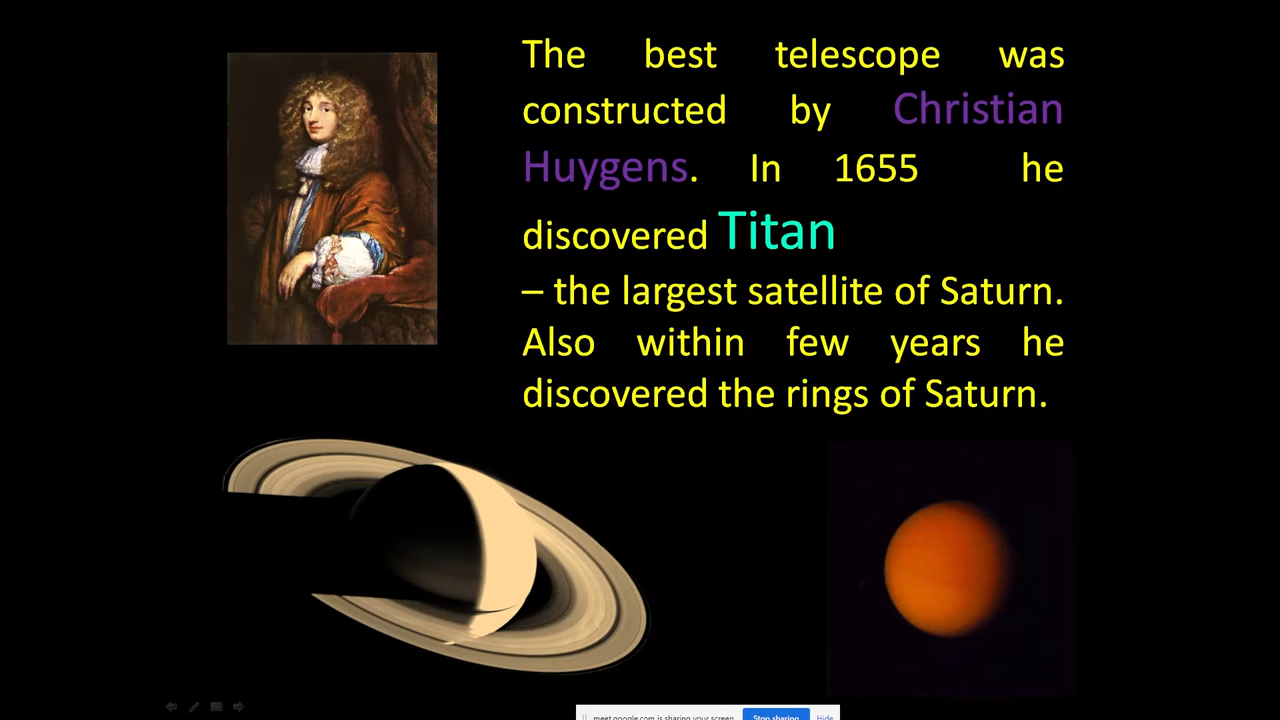 The best telescope was
constructed by Christian
Huygens. In 1655 he
discovered Titan
– the largest satellite of Saturn.
Also within few years he
discovered the rings of Saturn.
meet.google.com is sharing your screen.
Stop sharing
Hide